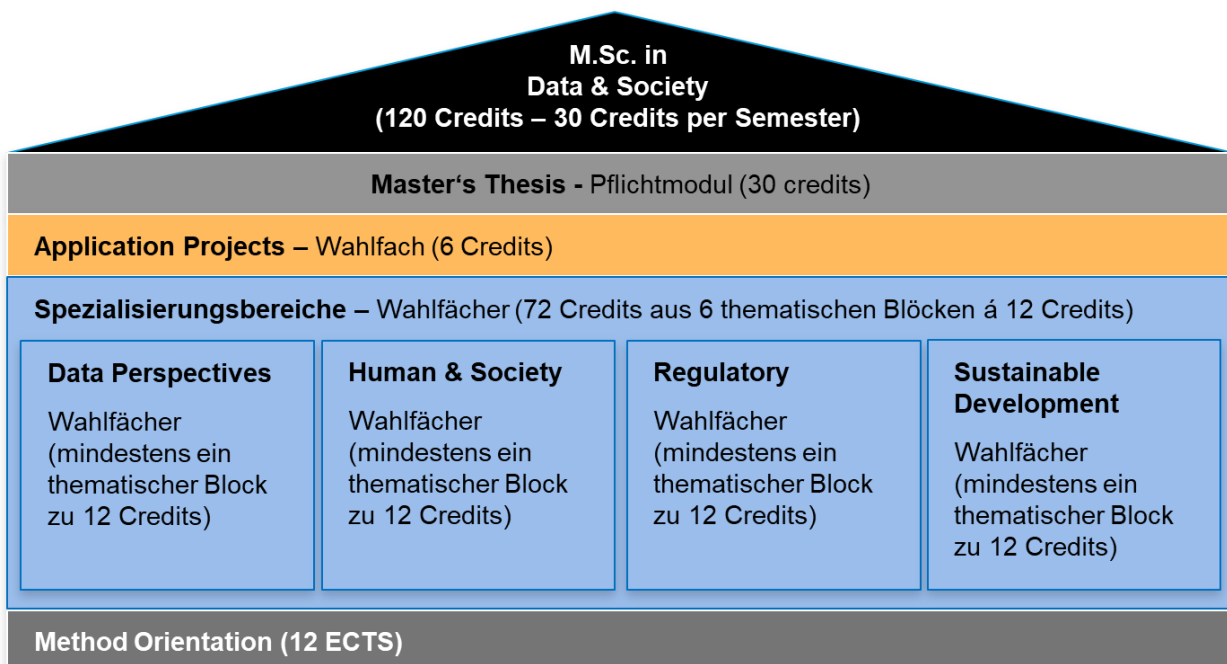 M.Sc. in
Data & Society
(120 Credits – 30 Credits per Semester)
Master‘s Thesis - Pflichtmodul (30 credits)
Application Projects – Wahlfach (6 Credits)
Spezialisierungsbereiche – Wahlfächer (72 Credits aus 6 thematischen Blöcken á 12 Credits)
Data Perspectives
Wahlfächer
(mindestens ein
thematischer Block
zu 12 Credits)
Human & Society
Wahlfächer
(mindestens ein
thematischer Block
zu 12 Credits)
Regulatory
Wahlfächer
(mindestens ein
thematischer Block
zu 12 Credits)
Sustainable
Development
Wahlfächer
(mindestens ein
thematischer Block
zu 12 Credits)
Method Orientation (12 ECTS)